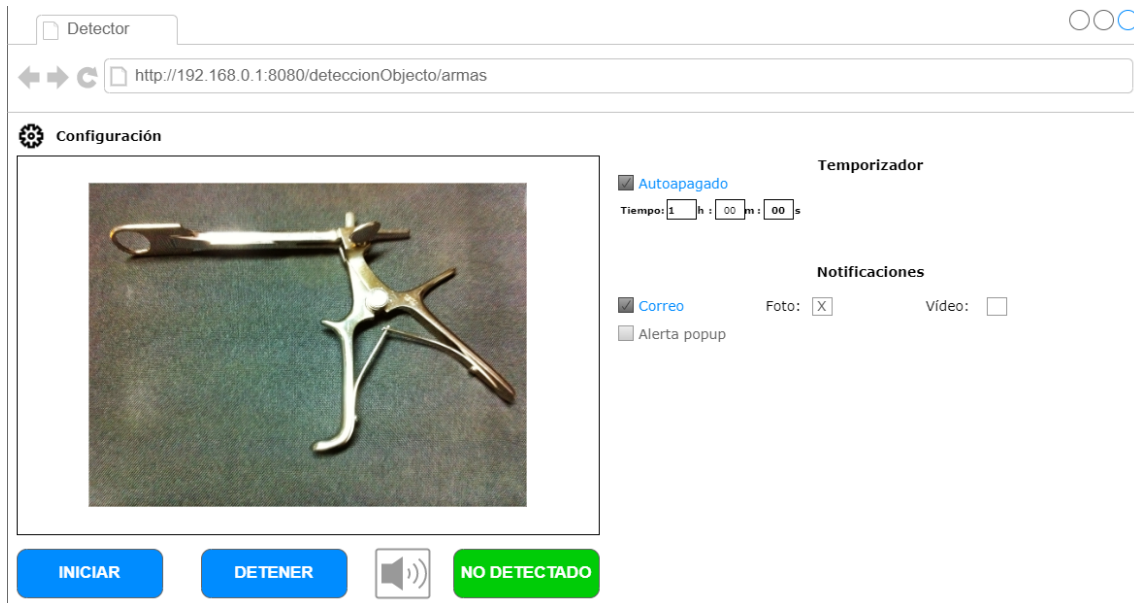 Detector
http://192.168.0.1:8080/deteccionObjecto/armas
Configuración
Temporizador
Autoapagado
Tiempo: 1 h : 00 m : 00 s
Notificaciones
Correo Foto: X Vídeo:
Alerta popup
INICIAR DETENER NO DETECTADO